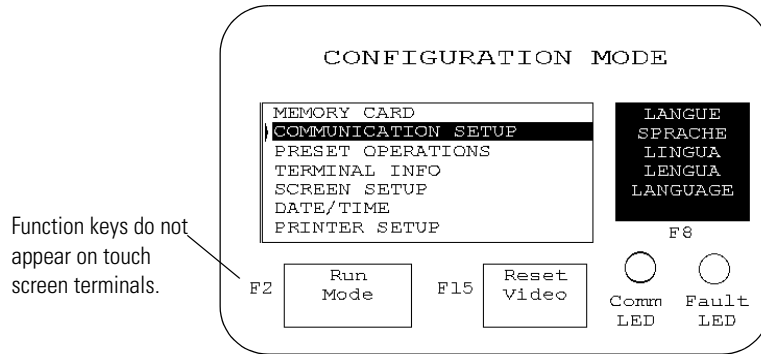 CONFIGURATION MODE
MEMORY CARD
COMMUNICATION SETUP
PRESET OPERATIONS
TERMINAL INFO
SCREEN SETUP
DATE/TIME
PRINTER SETUP
LANGUE
SPRACHE
LINGUA
LENGUA
LANGUAGE
F8
Function keys do not
appear on touch
screen terminals.
F2
Run
Mode
F15
Reset
Video
Comm
LED
Fault
LED